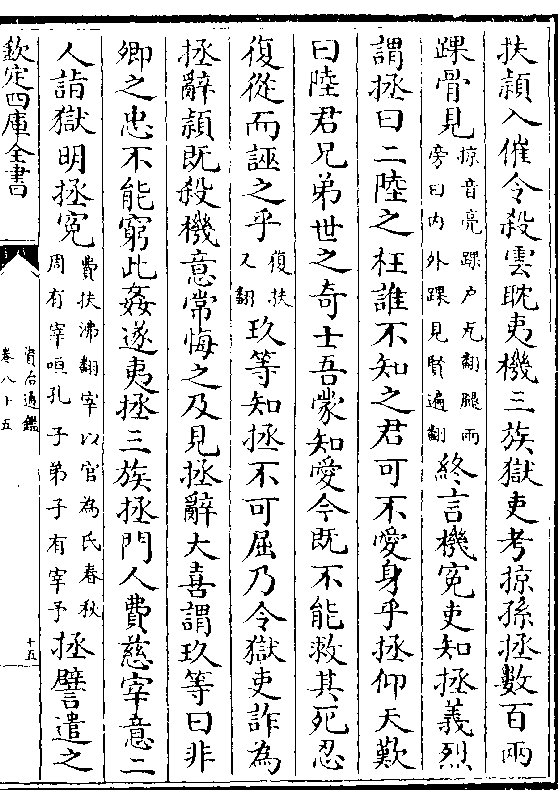 扶頴入催令殺雲耽夷機三族獄吏考掠孫拯數百兩
踝骨見掠音亮踝户瓦翻腿兩旁曰内外踝見賢遍翻終言機寃吏知拯義烈
謂拯曰二陸之枉誰不知之君可不愛身乎拯仰天歎
曰陸君兄弟世之奇士吾蒙知愛今既不能救其死忍
復從而誣之乎復扶又翻玖等知拯不可屈乃令獄吏詐為
拯辭頴既殺機意常悔之及見拯辭大喜謂玖等曰非
卿之忠不能窮此姦遂夷拯三族拯門人費慈宰意二
人詣獄明拯寃費扶沸翻宰以官為氏春秋周有宰咺孔子弟子有宰予拯譬遣之
欽定四庫全書
資治通鑑
卷八十五
十五